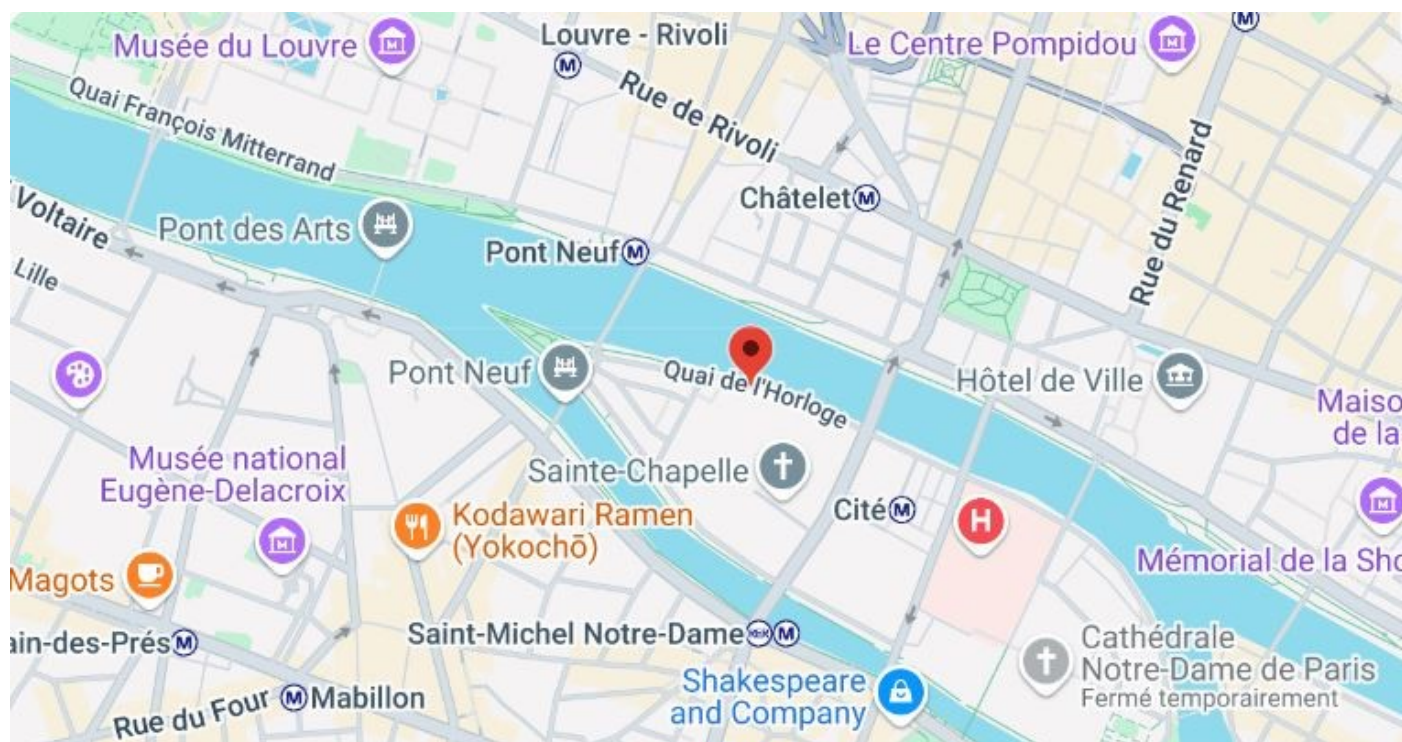 Musée du Louvre
Louvre - Rivoli
M
Le Centre Pompidou
M
Quai François Mitterrand
Rue de Rivoli
Rue du Renard
Voltaire
Pont des Arts
Châtelet M
Lille
Pont Neuf M
Pont Neuf
Quai de l'Horloge
Hôtel de Ville
Maiso
de la
Musée national
Eugène-Delacroix
Sainte-Chapelle
Kodawari Ramen
(Yokochō)
Cité M
H
Magots
Mémorial de la Sho
ain-des-Prés M
Saint-Michel Notre-Dame M
Cathédrale
Notre-Dame de Paris
Fermé temporairement
Rue du Four
M Mabillon
Shakespeare
and Company